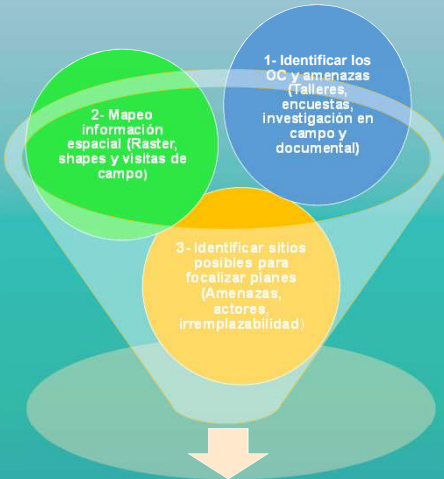 1- Identificar los
OC y amenazas
(Talleres,
encuestas,
investigación en
campo y
documental)
2- Mapeo
información
espacial (Raster,
shapes y visitas de
campo)
3- Identificar sitios
posibles para
focalizar planes
(Amenazas,
actores,
irremplazabilidad)